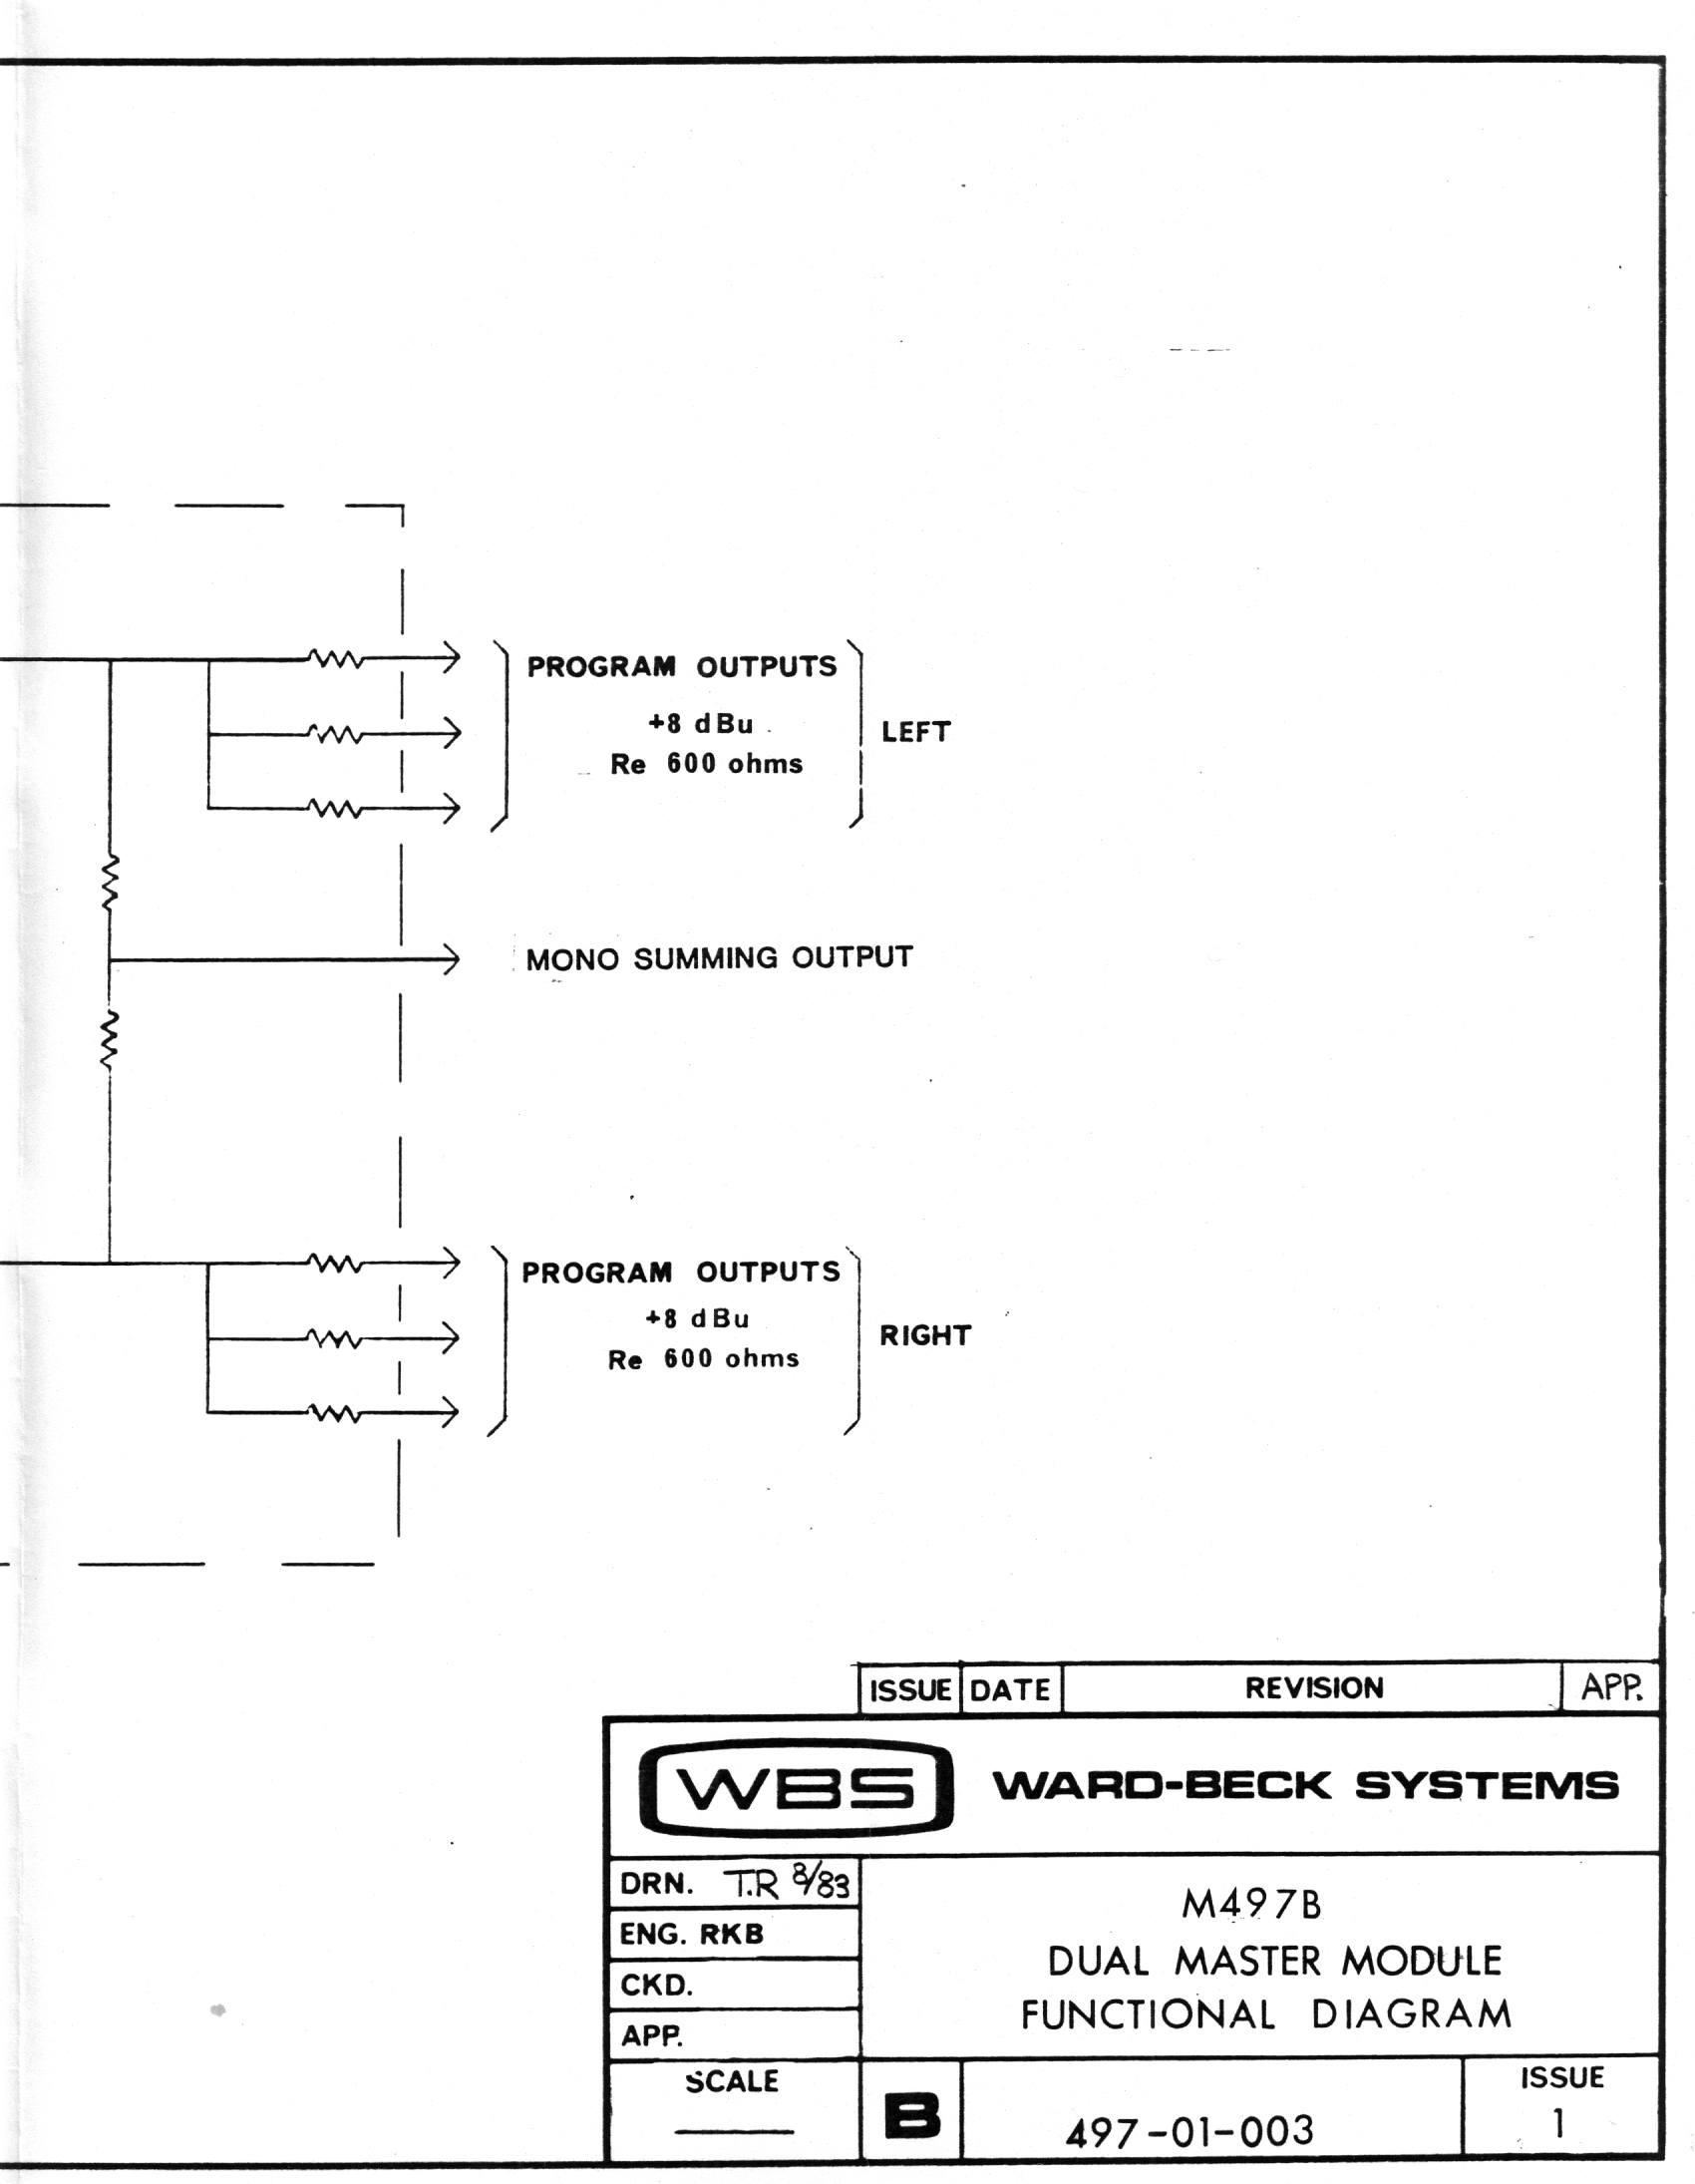 PROGRAM OUTPUTS
+8 dBu
Re 600 ohms
LEFT
MONO SUMMING OUTPUT
PROGRAM OUTPUTS
+8 dBu
Re 600 ohms
RIGHT
ISSUE DATE REVISION APP.
WBS WARD-BECK SYSTEMS
DRN. T.R 8/83
ENG. RKB
CKD.
APP.
M497B
DUAL MASTER MODULE
FUNCTIONAL DIAGRAM
SCALE
B
497-01-003
ISSUE
1